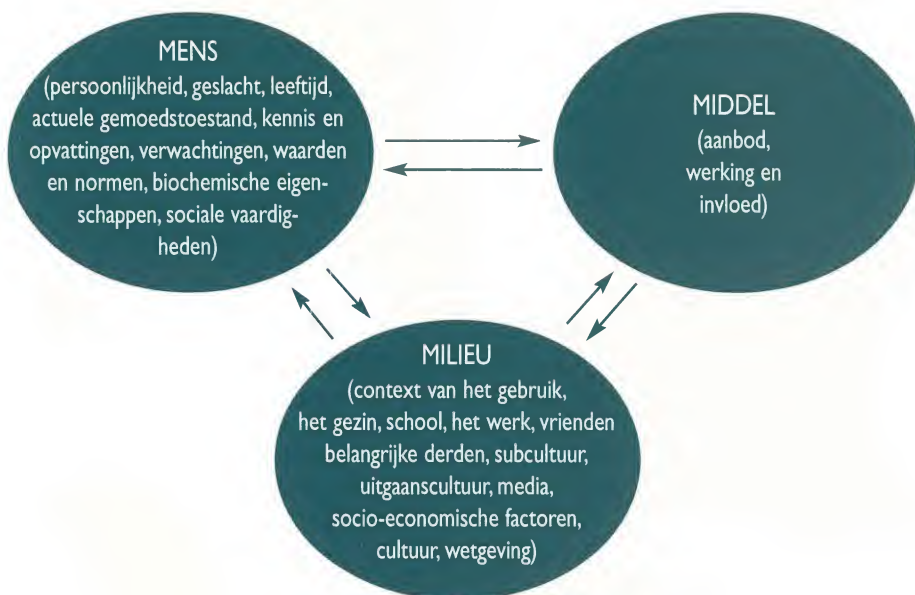 MENS
(persoonlijkheid, geslacht, leeftijd,
actuele gemoedstoestand, kennis en
opvattingen, verwachtingen, waarden
en normen, biochemische eigen-
schappen, sociale vaardig-
heden)
MIDDEL
(aanbod,
werking en
invloed)
MILIEU
(context van het gebruik,
het gezin, school, het werk, vrienden
belangrijke derden, subcultuur,
uitgaanscultuur, media,
socio-economische factoren,
cultuur, wetgeving)